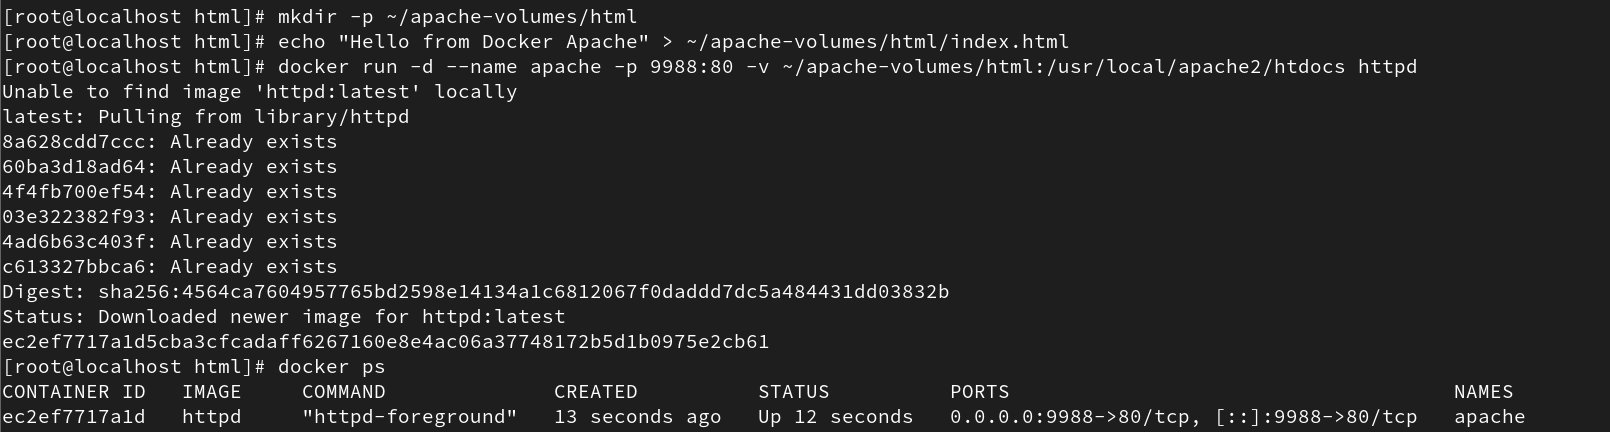 [root@localhost html]# mkdir -p ~/apache-volumes/html
[root@localhost html]# echo "Hello from Docker Apache" > ~/apache-volumes/html/index.html
[root@localhost html]# docker run -d --name apache -p 9988:80 -v ~/apache-volumes/html:/usr/local/apache2/htdocs httpd
Unable to find image 'httpd:latest' locally
latest: Pulling from library/httpd
8a628cdd7ccc: Already exists
60ba3d18ad64: Already exists
4f4fb700ef54: Already exists
03e322382f93: Already exists
4ad6b63c403f: Already exists
c613327bbca6: Already exists
Digest: sha256:4564ca7604957765bd2598e14134a1c6812067f0daddd7dc5a484431dd03832b
Status: Downloaded newer image for httpd:latest
ec2ef7717a1d5cba3cfcadaff6267160e8e4ac06a37748172b5d1b0975e2cb61
[root@localhost html]# docker ps
CONTAINER ID   IMAGE     COMMAND              CREATED          STATUS          PORTS                                     NAMES
ec2ef7717a1d   httpd     "httpd-foreground"   13 seconds ago   Up 12 seconds   0.0.0.0:9988->80/tcp, [::]:9988->80/tcp   apache